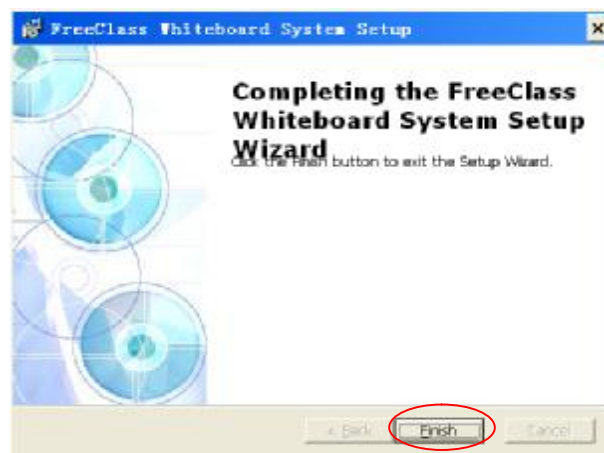 FreeClass Whiteboard System Setup
Completing the FreeClass
Whiteboard System Setup
Wizard
Click the Finish button to exit the Setup Wizard.
< Back Finish Cancel